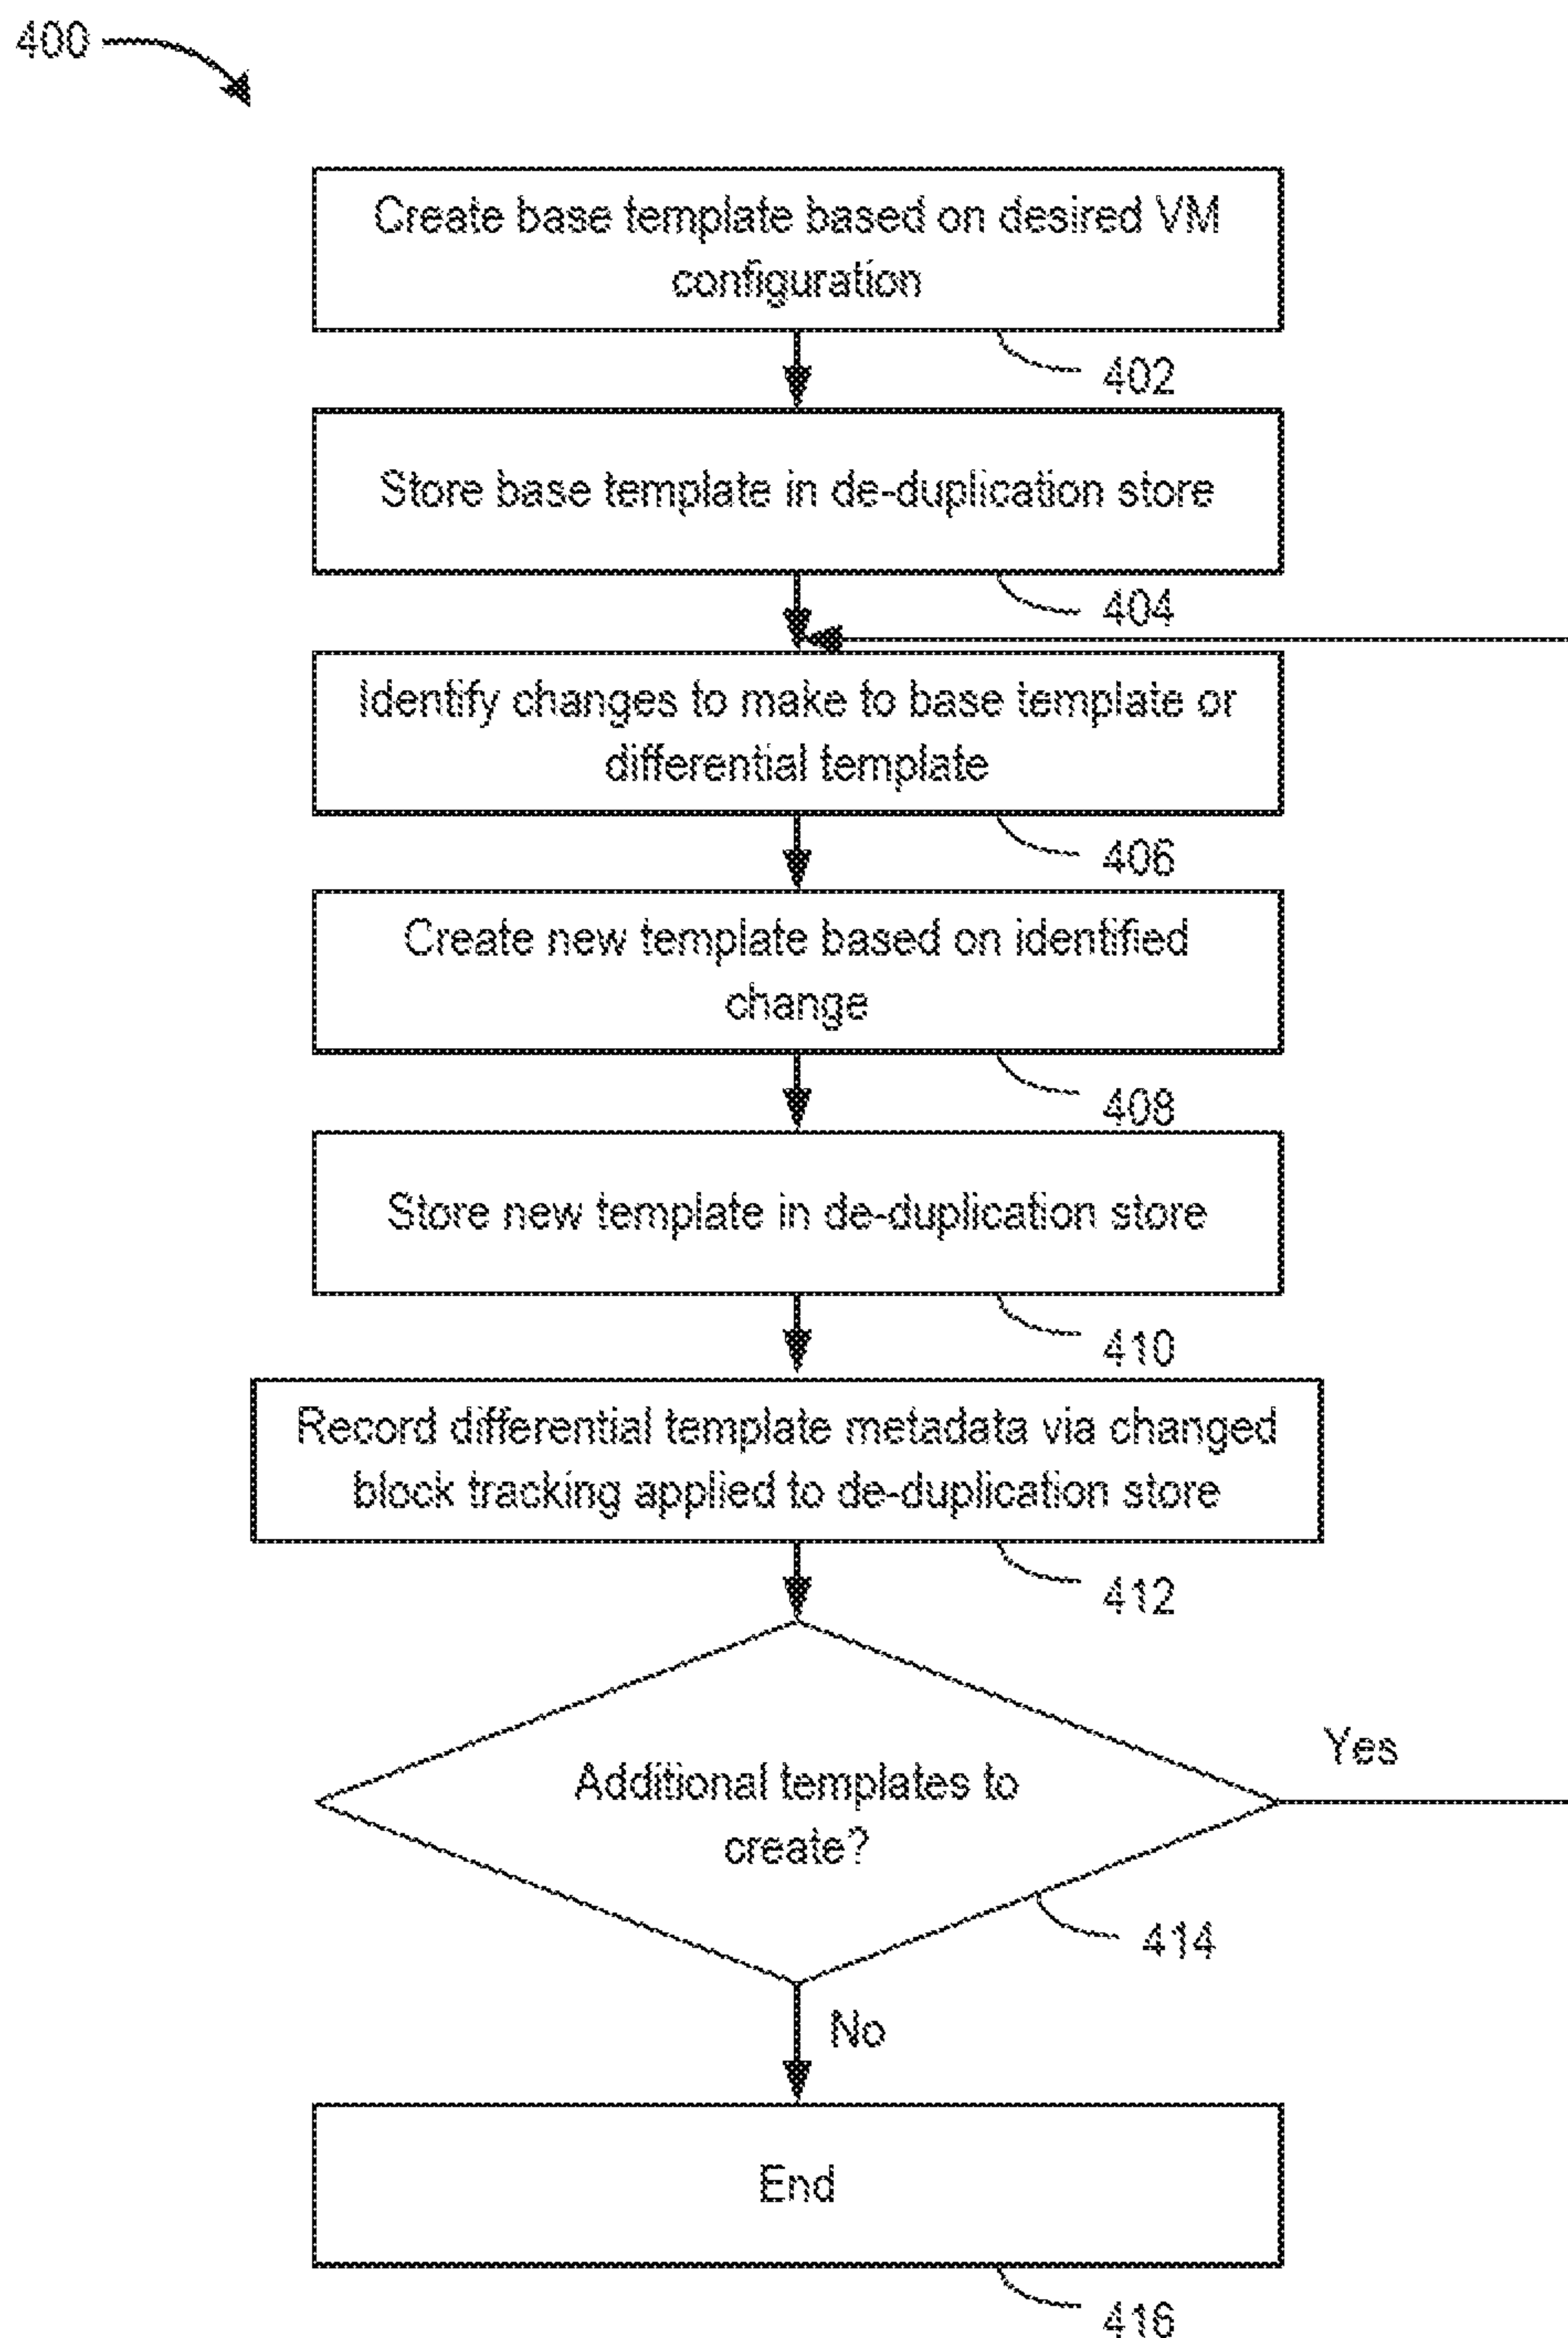 400
Create base template based on desired VM
configuration
402
Store base template in de-duplication store
404
Identify changes to make to base template or
differential template
406
Create new template based on identified
change
408
Store new template in de-duplication store
410
Record differential template metadata via changed
block tracking applied to de-duplication store
412
Additional templates to
create?
Yes
414
No
End
416